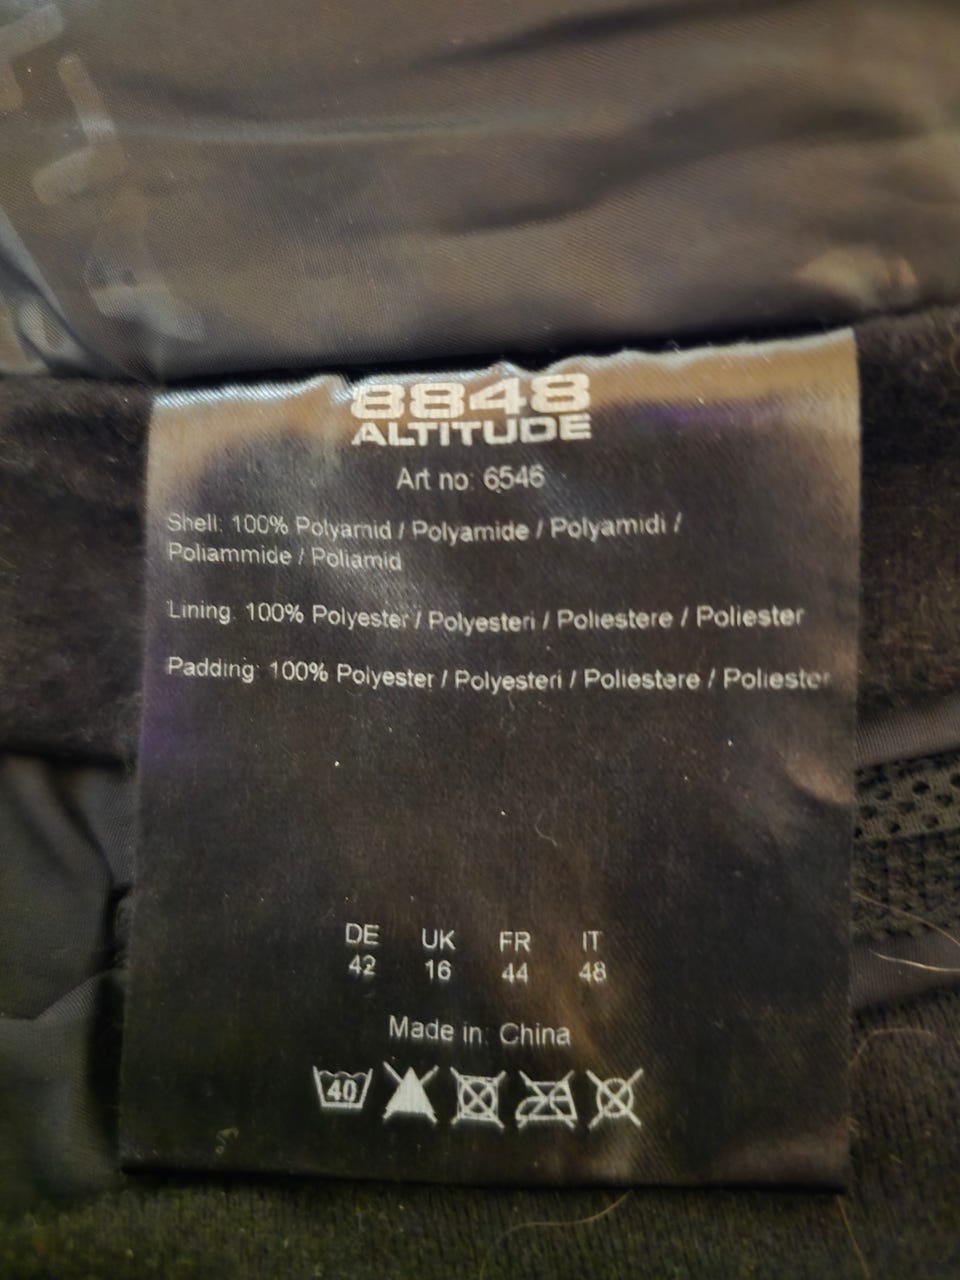 8848
ALTITUDE
Art no: 6546
Shell: 100% Polyamid / Polyamide / Polyamidi /
Poliammide / Poliamid
Lining: 100% Polyester / Polyesteri / Poliestere / Poliester
Padding: 100% Polyester / Polyesteri / Poliestere / Poliester
DE UK FR IT
42 16 44 48
Made in: China
40